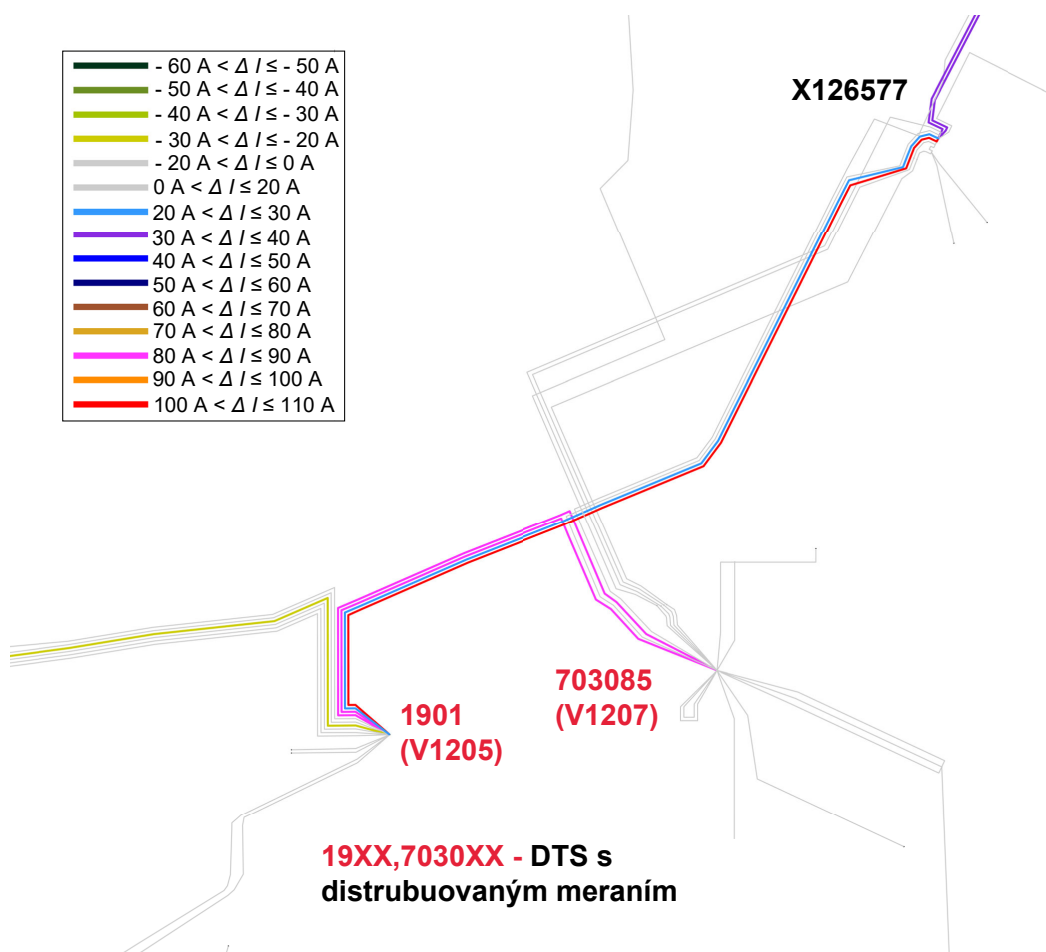 - 60 A < Δ I ≤ - 50 A
- 50 A < Δ I ≤ - 40 A
- 40 A < Δ I ≤ - 30 A
- 30 A < Δ I ≤ - 20 A
- 20 A < Δ I ≤ 0 A
0 A < Δ I ≤ 20 A
20 A < Δ I ≤ 30 A
30 A < Δ I ≤ 40 A
40 A < Δ I ≤ 50 A
50 A < Δ I ≤ 60 A
60 A < Δ I ≤ 70 A
70 A < Δ I ≤ 80 A
80 A < Δ I ≤ 90 A
90 A < Δ I ≤ 100 A
100 A < Δ I ≤ 110 A
X126577
703085
(V1207)
1901
(V1205)
19XX,7030XX - DTS s
distrubuovaným meraním